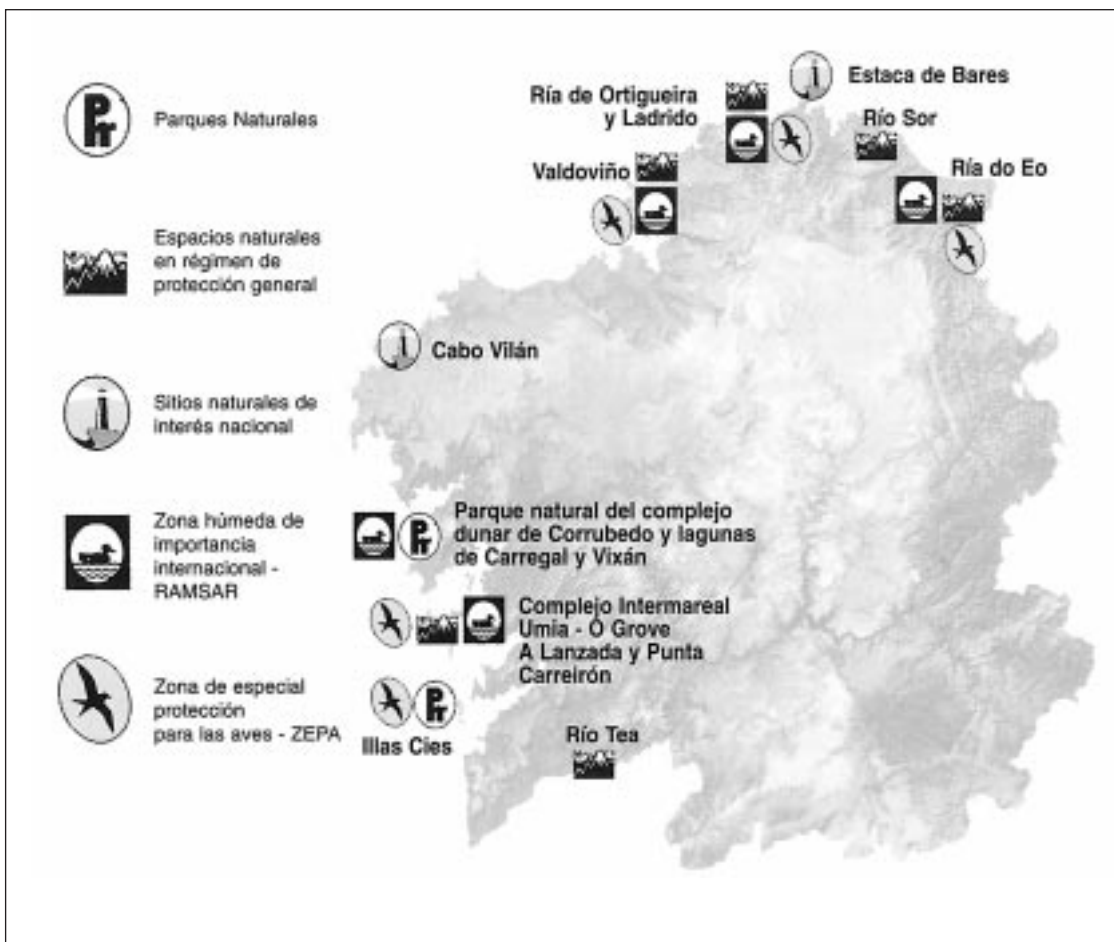 Parques Naturales
Espacios naturales
en régimen de
protección general
Sitios naturales de
interés nacional
Zona húmeda de
importancia
internacional -
RAMSAR
Zona de especial
protección
para las aves - ZEPA
Estaca de Bares
Ría de Ortigueira
y Ladrido
Río Sor
Valdoviño
Ría do Eo
Cabo Vilán
Parque natural del complejo
dunar de Corrubedo y lagunas
de Carregal y Vixán
Complejo Intermareal
Umia - O Grove
A Lanzada y Punta
Carreirón
Illas Cies
Río Tea